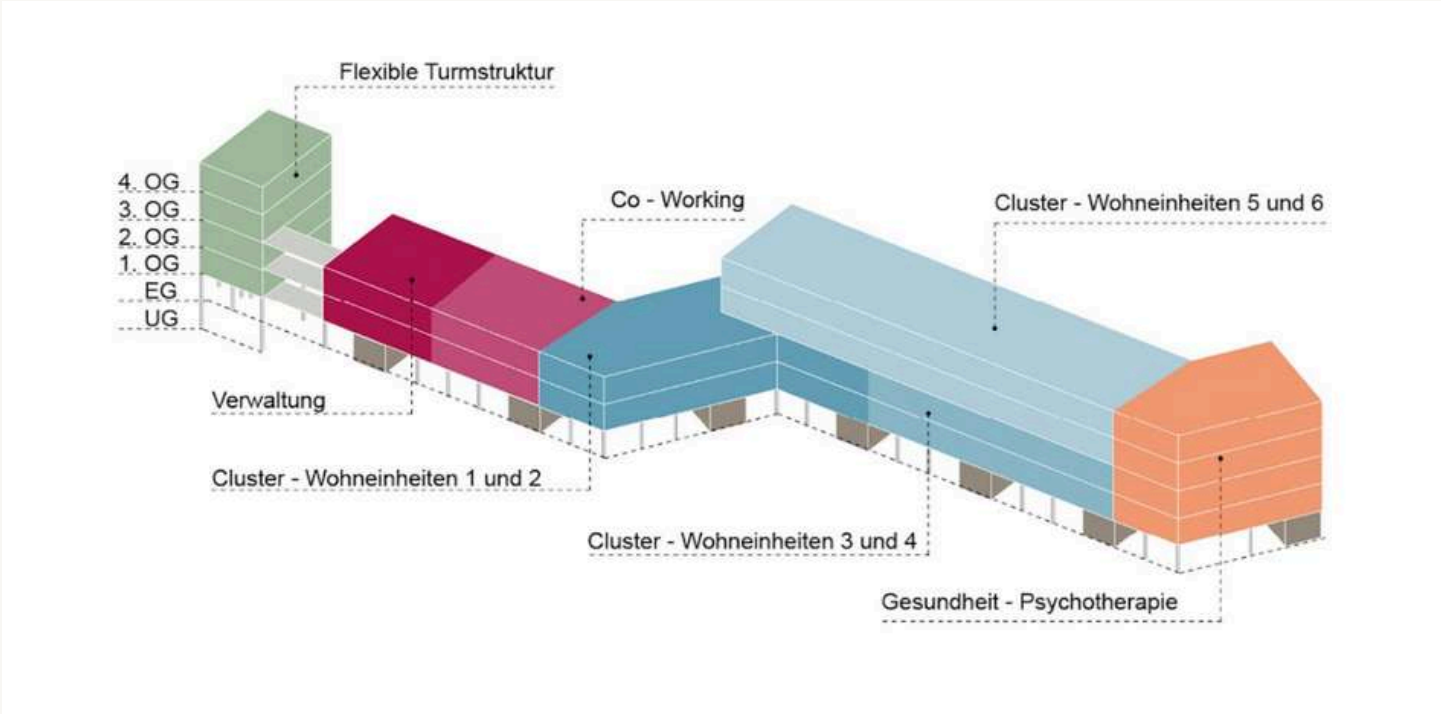 Flexible Turmstruktur
4. OG
3. OG
2. OG
1. OG
EG
UG
Co - Working
Cluster - Wohneinheiten 5 und 6
Verwaltung
Cluster - Wohneinheiten 1 und 2
Cluster - Wohneinheiten 3 und 4
Gesundheit - Psychotherapie